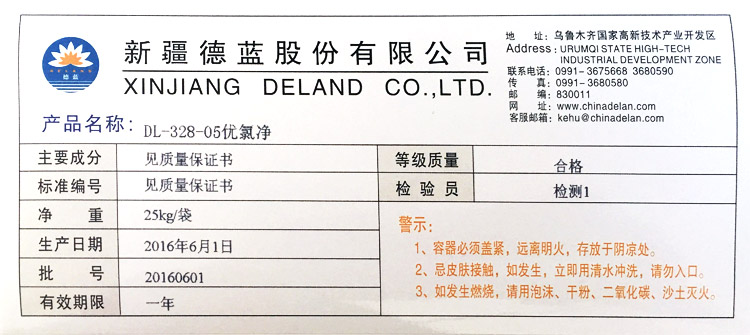 新疆德蓝股份有限公司
XINJIANG DELAND CO.,LTD.
德蓝
地 址：乌鲁木齐国家高新技术产业开发区
Address：URUMQI STATE HIGH-TECH
INDUSTRIAL DEVELOPMENT ZONE
联系电话：0991-3675668 3680590
传 真：0991-3680580
邮 编：830011
网 址：www.chinadelan.com
客服邮箱：kehu@chinadelan.com
产品名称：DL-328-05优氯净
主要成分 见质量保证书
等级质量 合格
标准编号 见质量保证书
检验员 检测1
净 重 25kg/袋
生产日期 2016年6月1日
批 号 20160601
有效期限 一年
警示：
1、容器必须盖紧，远离明火，存放于阴凉处。
2、忌皮肤接触，如发生，立即用清水冲洗，请勿入口。
3、如发生燃烧，请用泡沫、干粉、二氧化碳、沙土灭火。